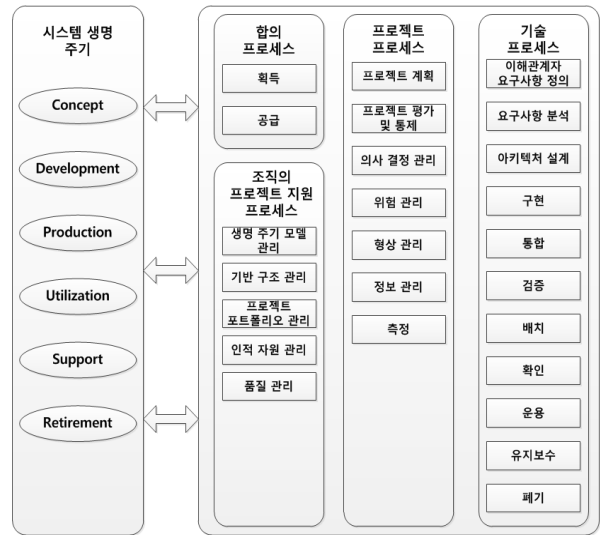 시스템 생명
주기
Concept
Development
Production
Utilization
Support
Retirement
합의
프로세스
획득
공급
조직의
프로젝트 지원
프로세스
생명 주기 모델
관리
기반 구조 관리
프로젝트
포트폴리오 관리
인적 자원 관리
품질 관리
프로젝트
프로세스
프로젝트 계획
프로젝트 평가
및 통제
의사 결정 관리
위험 관리
형상 관리
정보 관리
측정
기술
프로세스
이해관계자
요구사항 정의
요구사항 분석
아키텍처 설계
구현
통합
검증
배치
확인
운용
유지보수
폐기